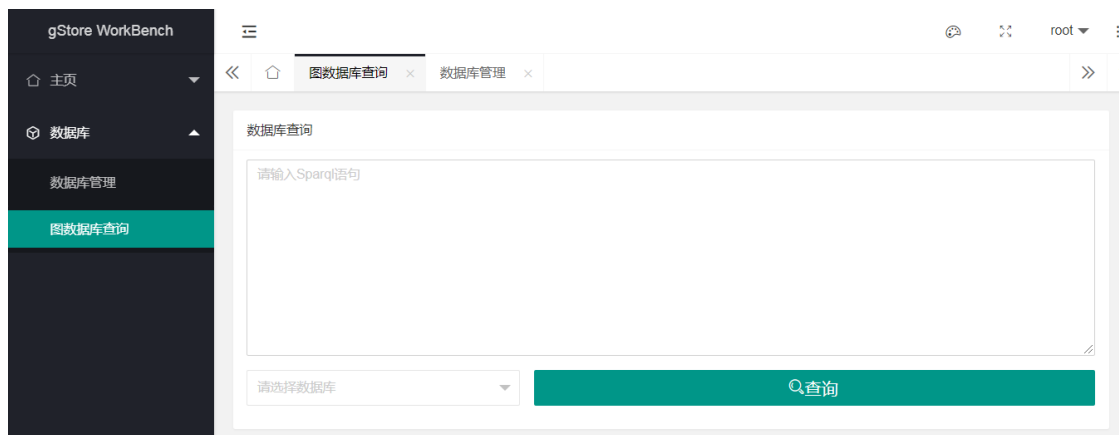 gStore WorkBench
root
主页
图数据库查询
数据库管理
数据库
数据库查询
数据库管理
请输入Sparql语句
图数据库查询
请选择数据库
查询